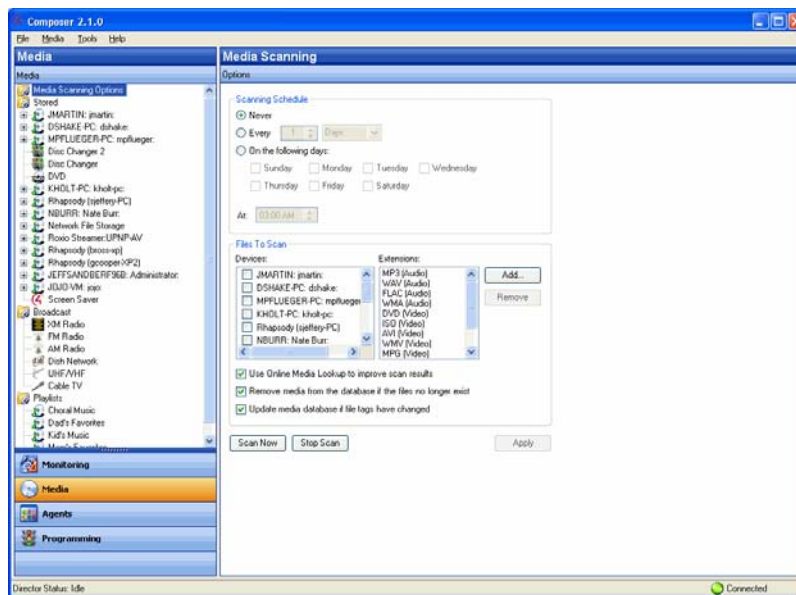 Composer 2.1.0
File Media Tools Help
Media
Media
Media Scanning Options
Stored
JMARTIN: jmartin:
DSHAKE-PC: dshake:
MPFLUEGER-PC: mpflueger:
Disc Changer 2
Disc Changer
DVD
KHOLT-PC: kholt-pc:
Rhapsody (sjeffery-PC)
NBURR: Nate Burr:
Network File Storage
Roxio Streamer:UPNP-AV
Rhapsody (bross-xp)
Rhapsody (gcooper-XP2)
JEFFSANDBERF96B: Administrator:
JOJO-VM: jojo:
Screen Saver
Broadcast
XM Radio
FM Radio
AM Radio
Dish Network
UHF/VHF
Cable TV
Playlists
Choral Music
Dad's Favorites
Kid's Music
Mom's Favorites
Monitoring
Media
Agents
Programming
Media Scanning
Options
Scanning Schedule
Never
Every 1 Days
On the following days:
Sunday Monday Tuesday Wednesday
Thursday Friday Saturday
At: 03:00 AM
Files To Scan
Devices:
JMARTIN: jmartin:
DSHAKE-PC: dshake:
MPFLUEGER-PC: mpflueger
KHOLT-PC: kholt-pc:
Rhapsody (sjeffery-PC)
NBURR: Nate Burr:
Extensions:
MP3 (Audio)
WAV (Audio)
FLAC (Audio)
WMA (Audio)
DVD (Video)
ISO (Video)
AVI (Video)
WMV (Video)
MPG (Video)
Add...
Remove
Use Online Media Lookup to improve scan results
Remove media from the database if the files no longer exist
Update media database if file tags have changed
Scan Now Stop Scan Apply
Director Status: Idle Connected